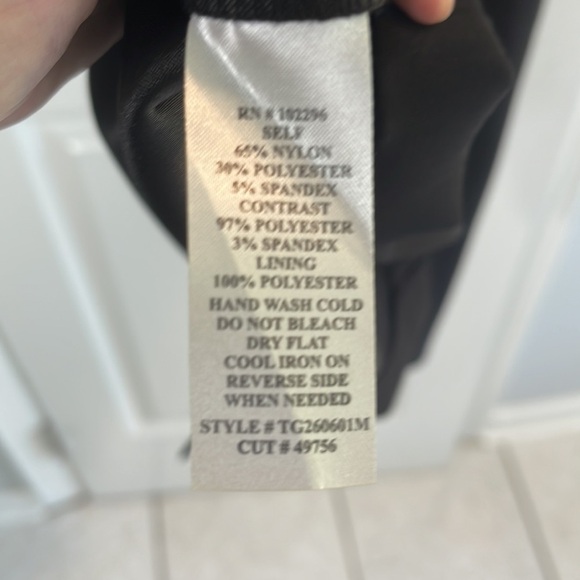 RN # 102296
SELF
65% NYLON
30% POLYESTER
5% SPANDEX
CONTRAST
97% POLYESTER
3% SPANDEX
LINING
100% POLYESTER
HAND WASH COLD
DO NOT BLEACH
DRY FLAT
COOL IRON ON
REVERSE SIDE
WHEN NEEDED
STYLE # TG260601M
CUT # 49756